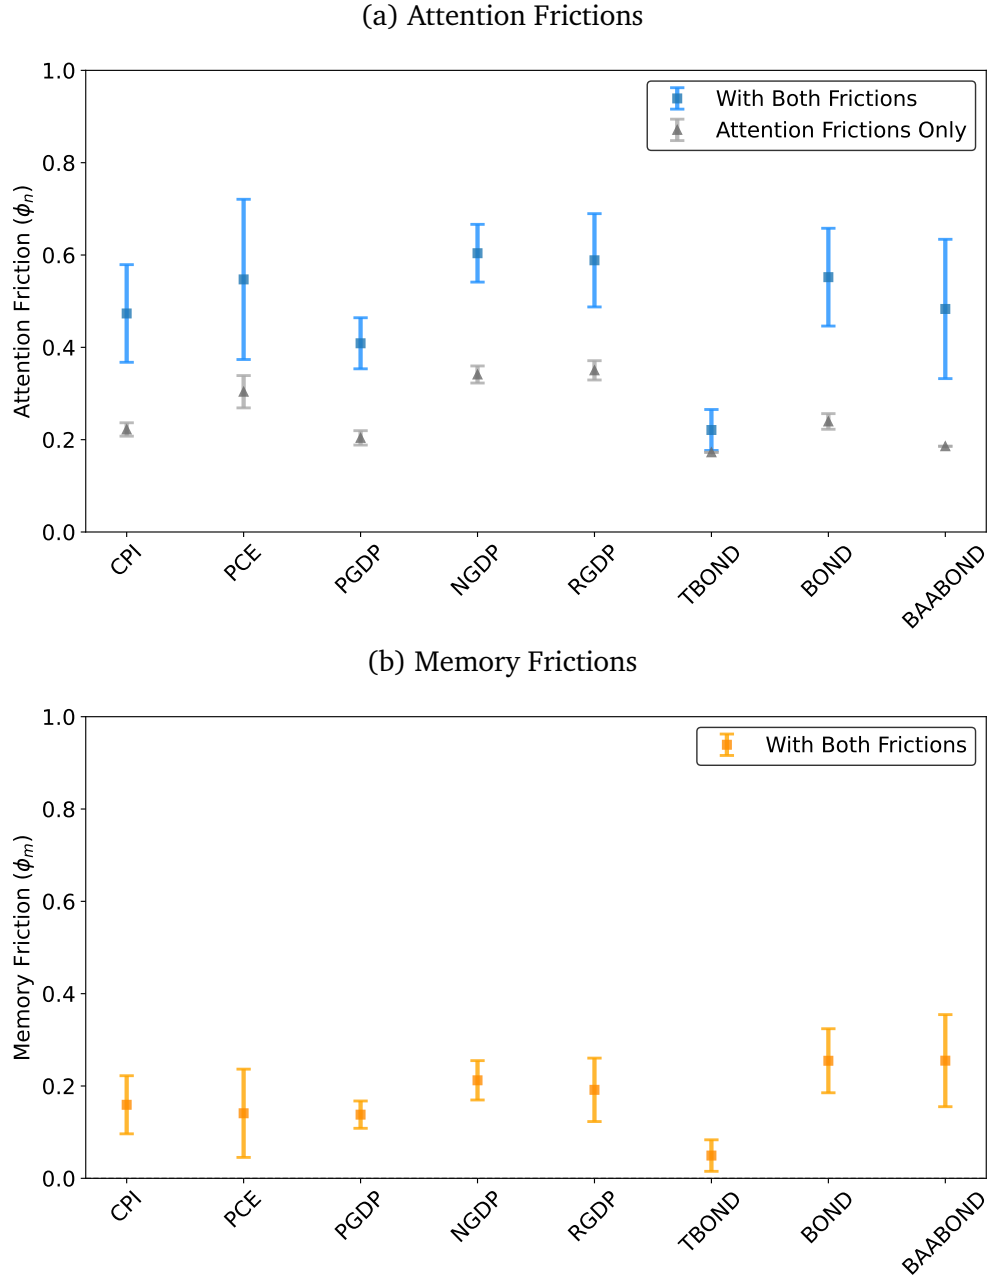 (a) Attention Frictions
1.0
With Both Frictions
Attention Frictions Only
0.8
0.6
0.4
0.2
0.0
Attention Friction (ϕn)
CPI
PCE
PGDP
NGDP
RGDP
TBOND
BOND
BAABOND
(b) Memory Frictions
1.0
With Both Frictions
0.8
0.6
0.4
0.2
0.0
Memory Friction (ϕm)
CPI
PCE
PGDP
NGDP
RGDP
TBOND
BOND
BAABOND